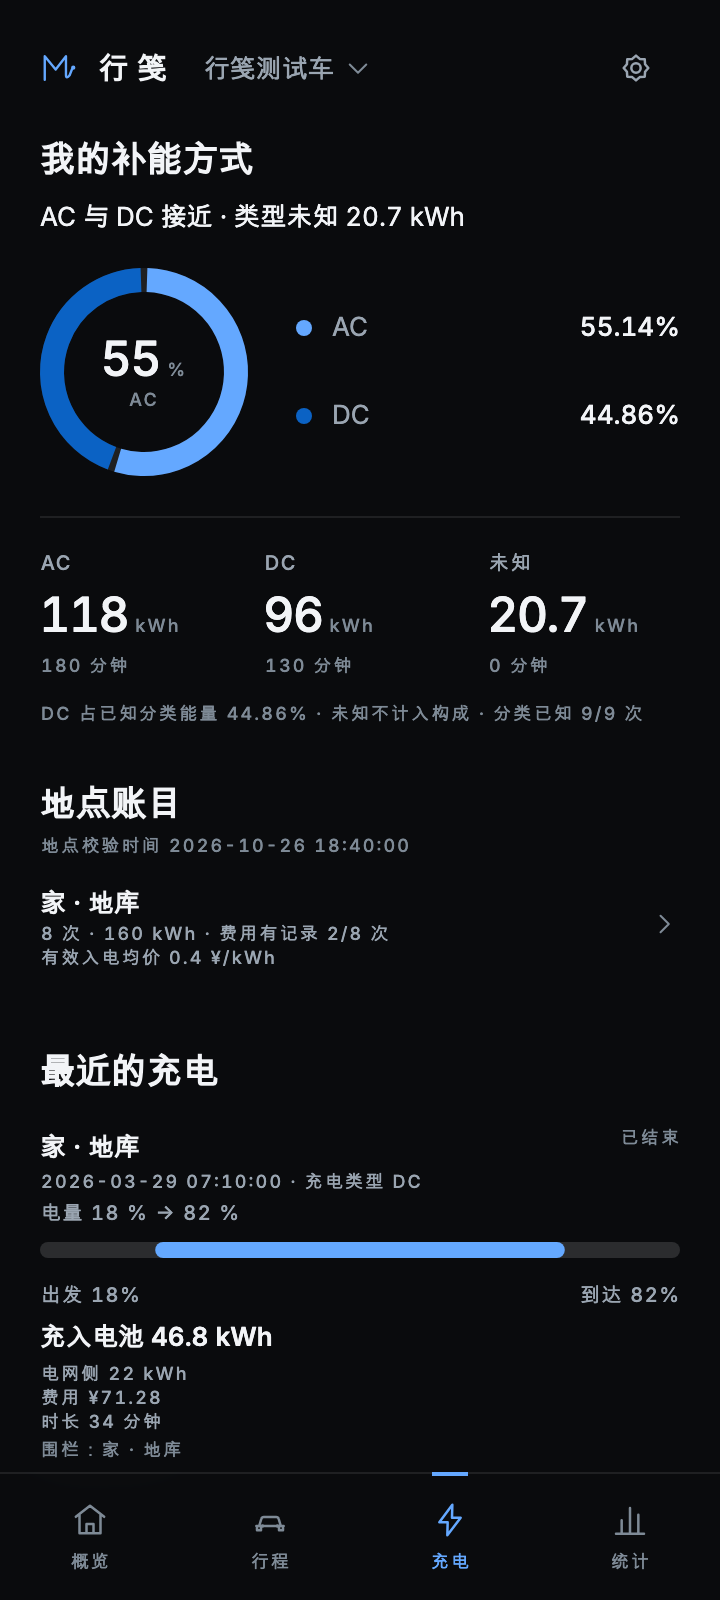 行笺 行笺测试车
我的补能方式
AC 与 DC 接近 · 类型未知 20.7 kWh
55 %
AC
AC 55.14%
DC 44.86%
AC DC 未知
118 kWh 96 kWh 20.7 kWh
180 分钟 130 分钟 0 分钟
DC 占已知分类能量 44.86% · 未知不计入构成 · 分类已知 9/9 次
地点账目
地点校验时间 2026-10-26 18:40:00
家 · 地库
8 次 · 160 kWh · 费用有记录 2/8 次
有效入电均价 0.4 ¥/kWh
最近的充电
家 · 地库 已结束
2026-03-29 07:10:00 · 充电类型 DC
电量 18 % → 82 %
出发 18% 到达 82%
充入电池 46.8 kWh
电网侧 22 kWh
费用 ¥71.28
时长 34 分钟
围栏：家 · 地库
概览 行程 充电 统计